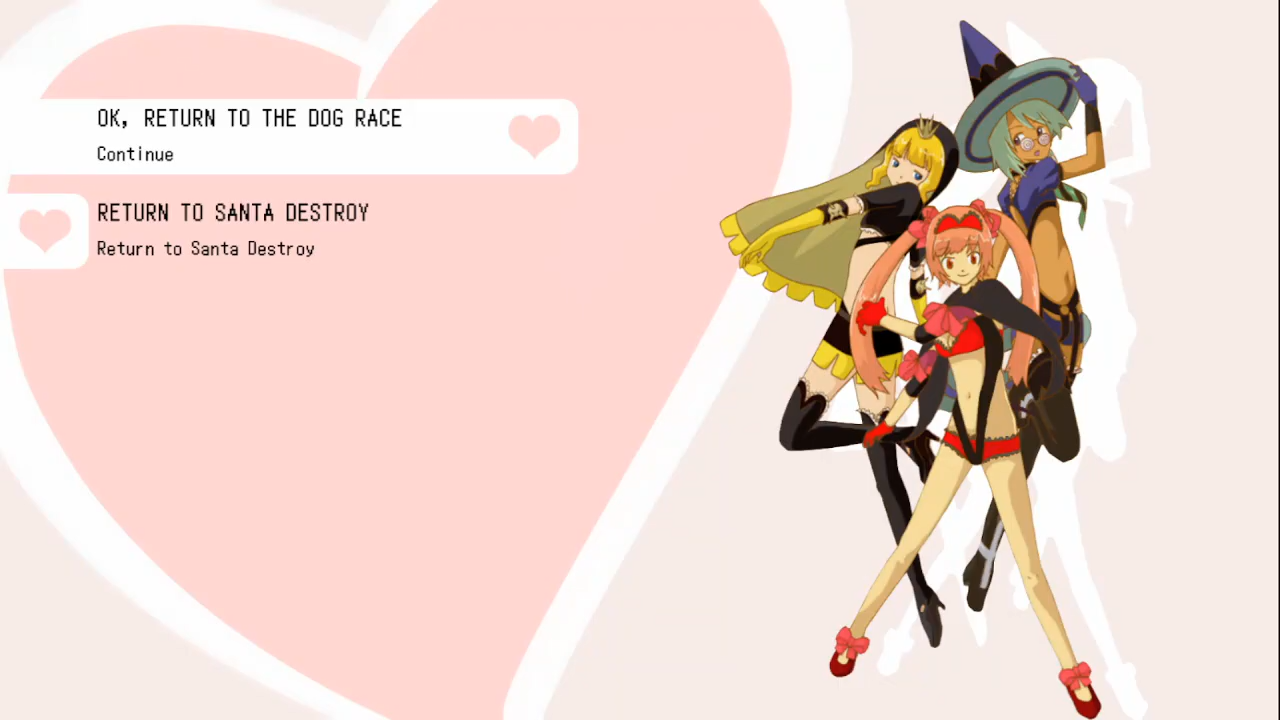 OK, RETURN TO THE DOG RACE
Continue
RETURN TO SANTA DESTROY
Return to Santa Destroy